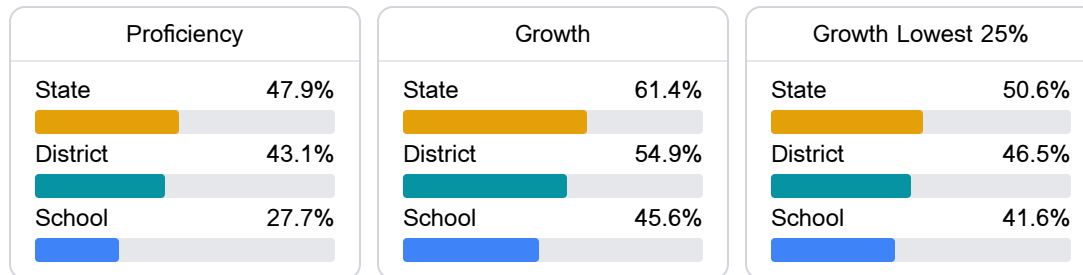 Proficiency
State 47.9%
District 43.1%
School 27.7%
Growth
State 61.4%
District 54.9%
School 45.6%
Growth Lowest 25%
State 50.6%
District 46.5%
School 41.6%